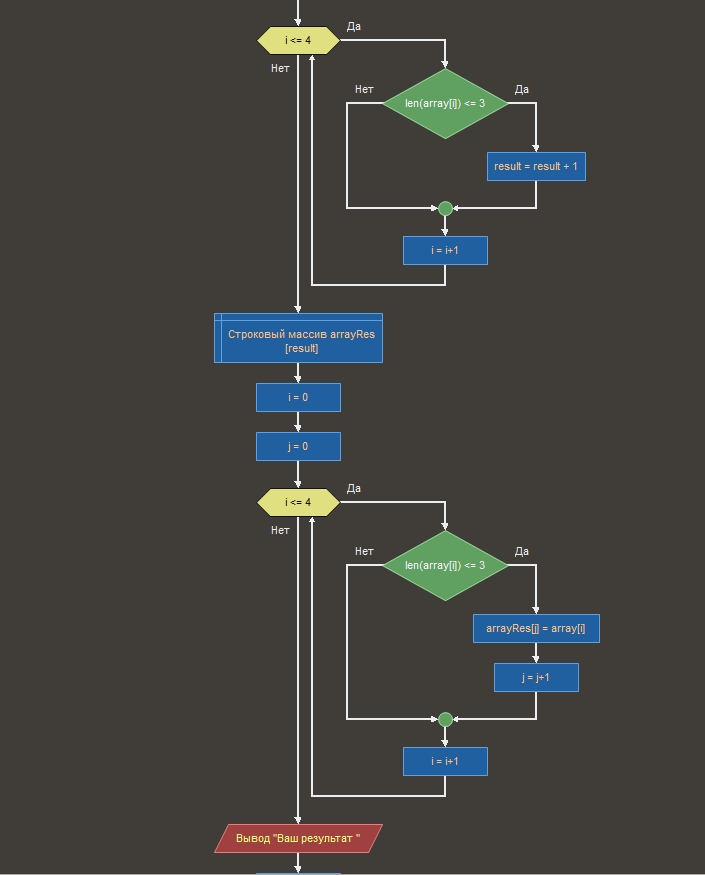 i <= 4
Да
Нет
Нет
len(array[i]) <= 3
Да
result = result + 1
i = i+1
Строковый массив arrayRes
[result]
i = 0
j = 0
i <= 4
Да
Нет
Нет
len(array[i]) <= 3
Да
arrayRes[j] = array[i]
j = j+1
i = i+1
Вывод "Ваш результат "